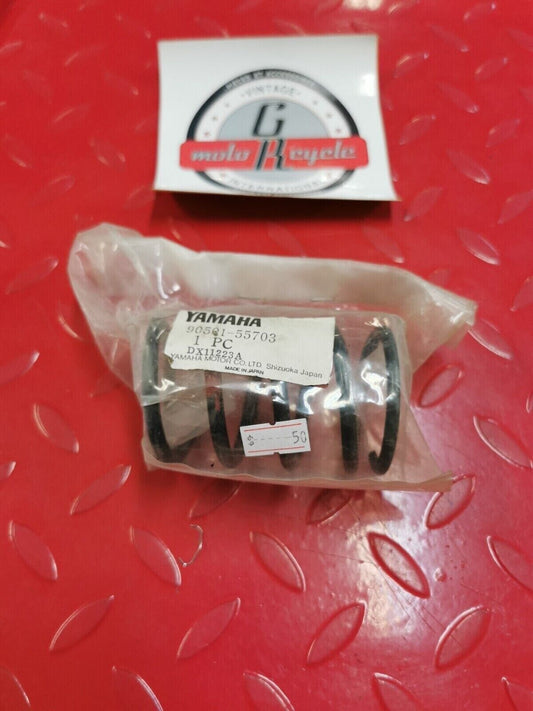 ·VINTAGE·
G
moto R cycle
INTERNATIONAL
YAMAHA
90501-55703
1 PC
DX11223A
YAMAHA MOTOR CO.LTD. Shizuoka Japan
MADE IN JAPAN
$-----50